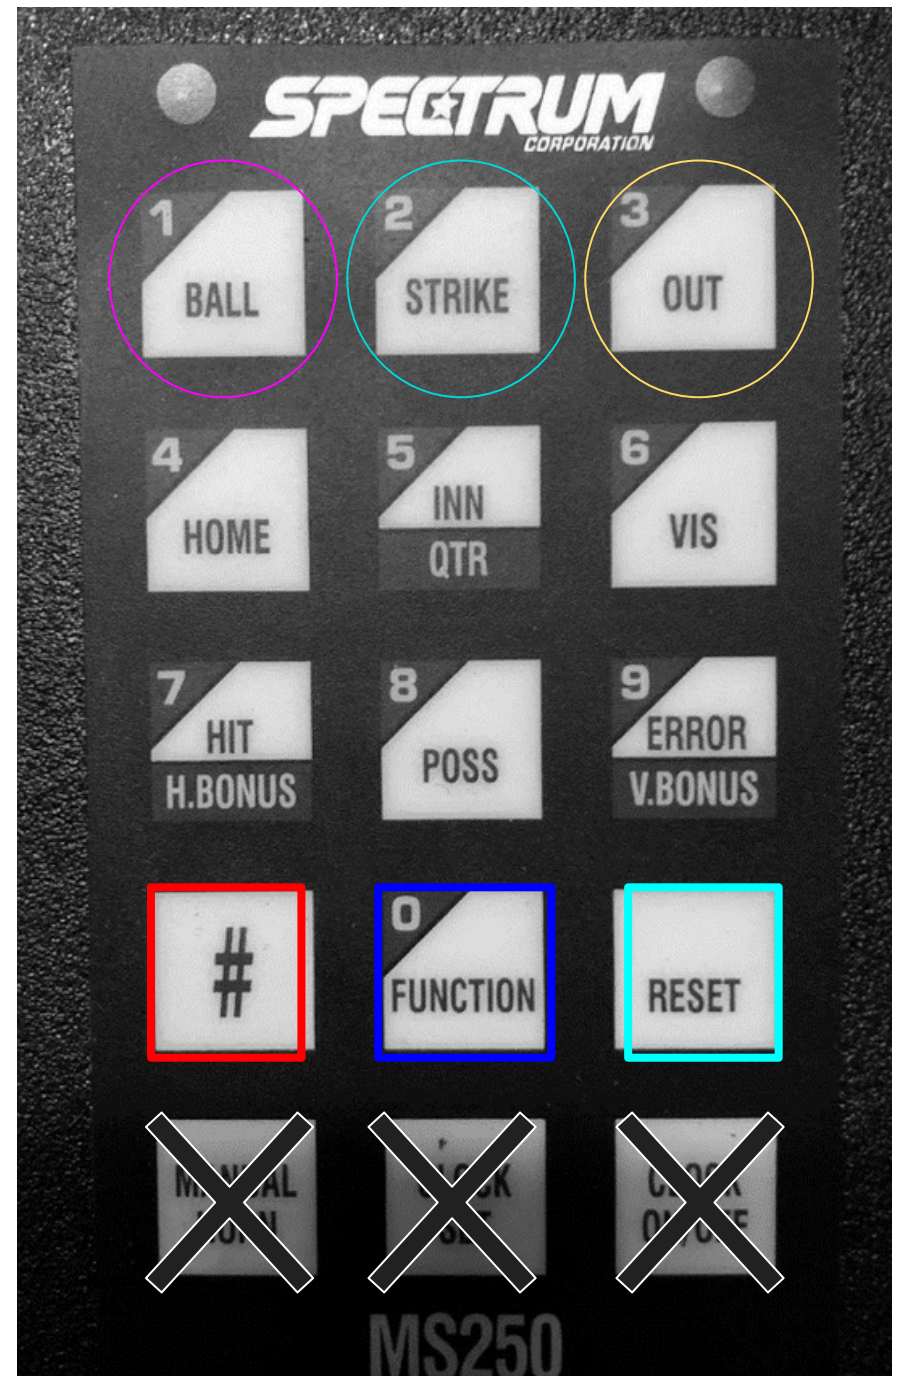 SPECTRUM
CORPORATION
1 2 3
BALL STRIKE OUT
4 5 6
HOME INN VIS
QTR
7 8 9
HIT POSS ERROR
H.BONUS V.BONUS
0
# FUNCTION RESET
MS250